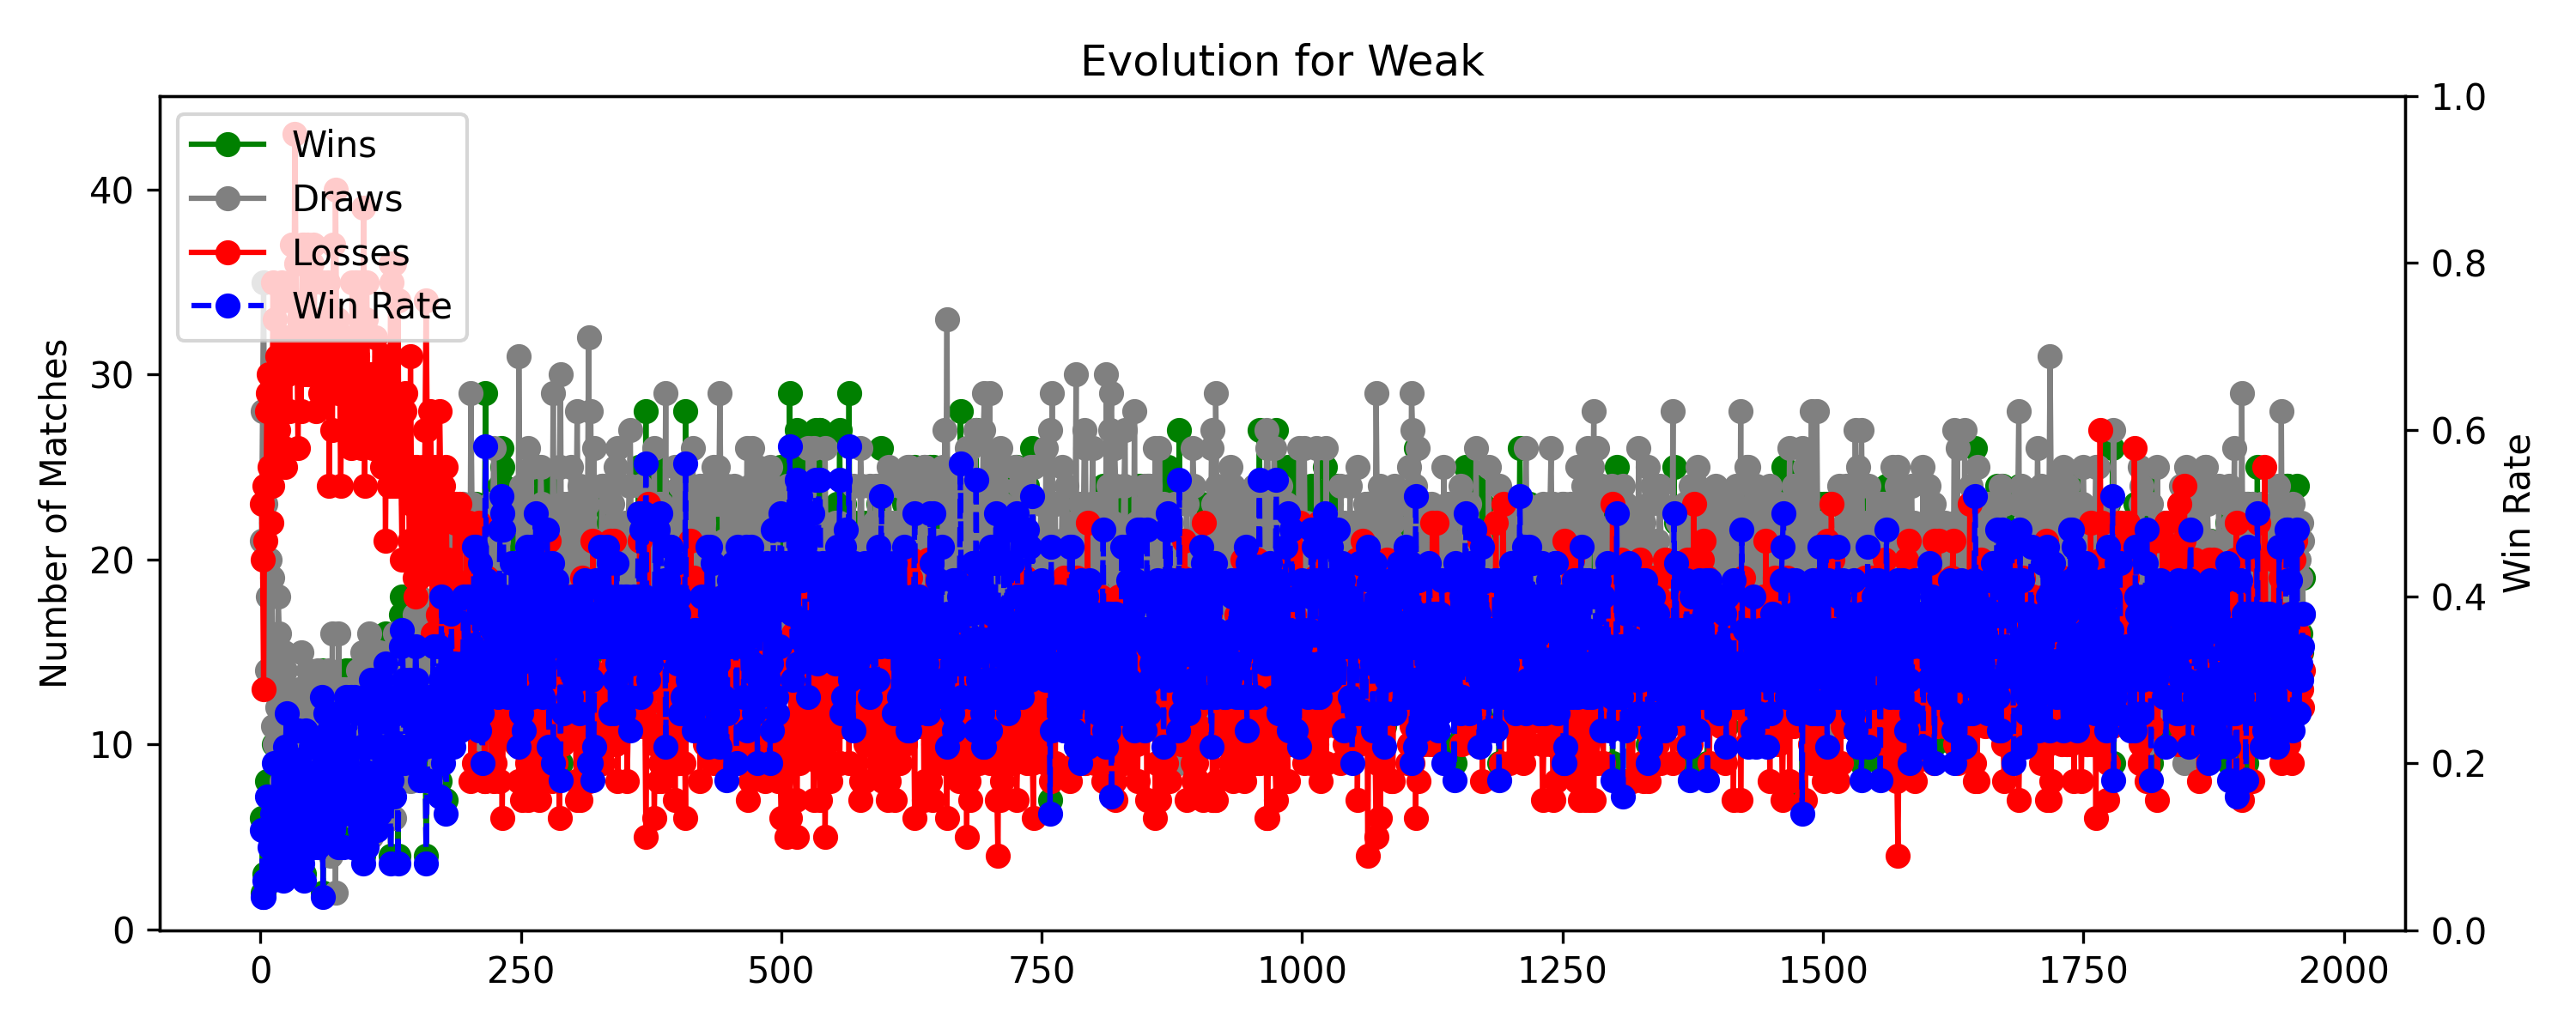 Evolution for Weak
Wins
Draws
Losses
Win Rate
Number of Matches
40
30
20
10
0
1.0
0.8
0.6
0.4
0.2
0.0
Win Rate
0 250 500 750 1000 1250 1500 1750 2000